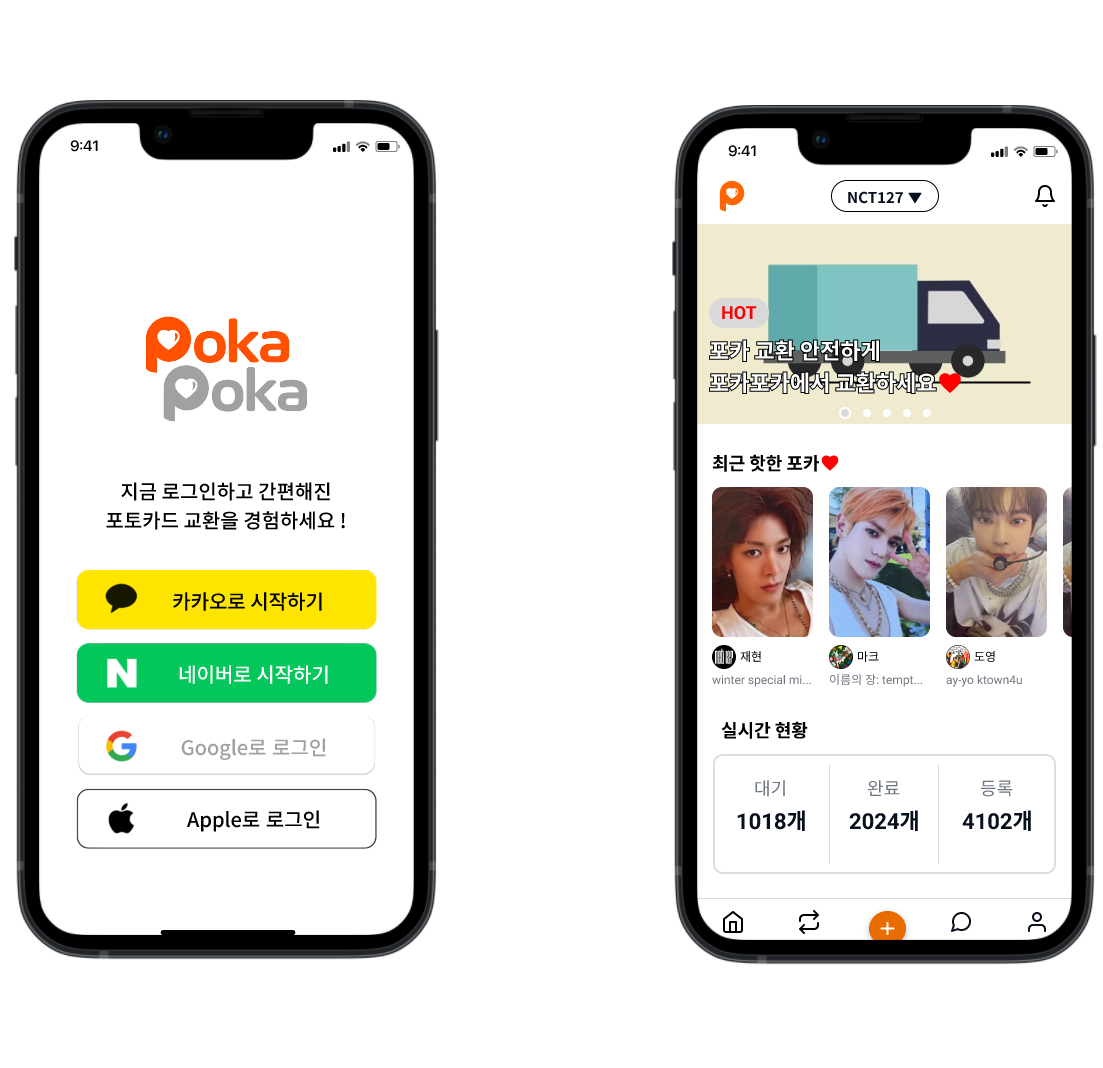 9:41
Poka
Poka
지금 로그인하고 간편해진
포토카드 교환을 경험하세요 !
카카오로 시작하기
N
네이버로 시작하기
G
Google로 로그인
Apple로 로그인
9:41
P
NCT127 ▼
HOT
포카 교환 안전하게
포카포카에서 교환하세요❤
최근 핫한 포카❤
재현
마크
도영
winter special mi...
이름의 장: tempt...
ay-yo ktown4u
실시간 현황
대기
완료
등록
1018개
2024개
4102개